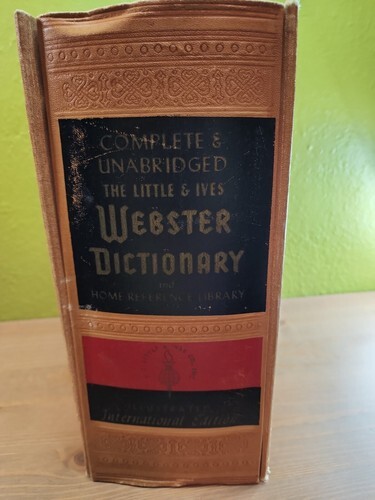 COMPLETE &
UNABRIDGED
THE LITTLE & IVES
WEBSTER
DICTIONARY
and
HOME REFERENCE LIBRARY
International Edition